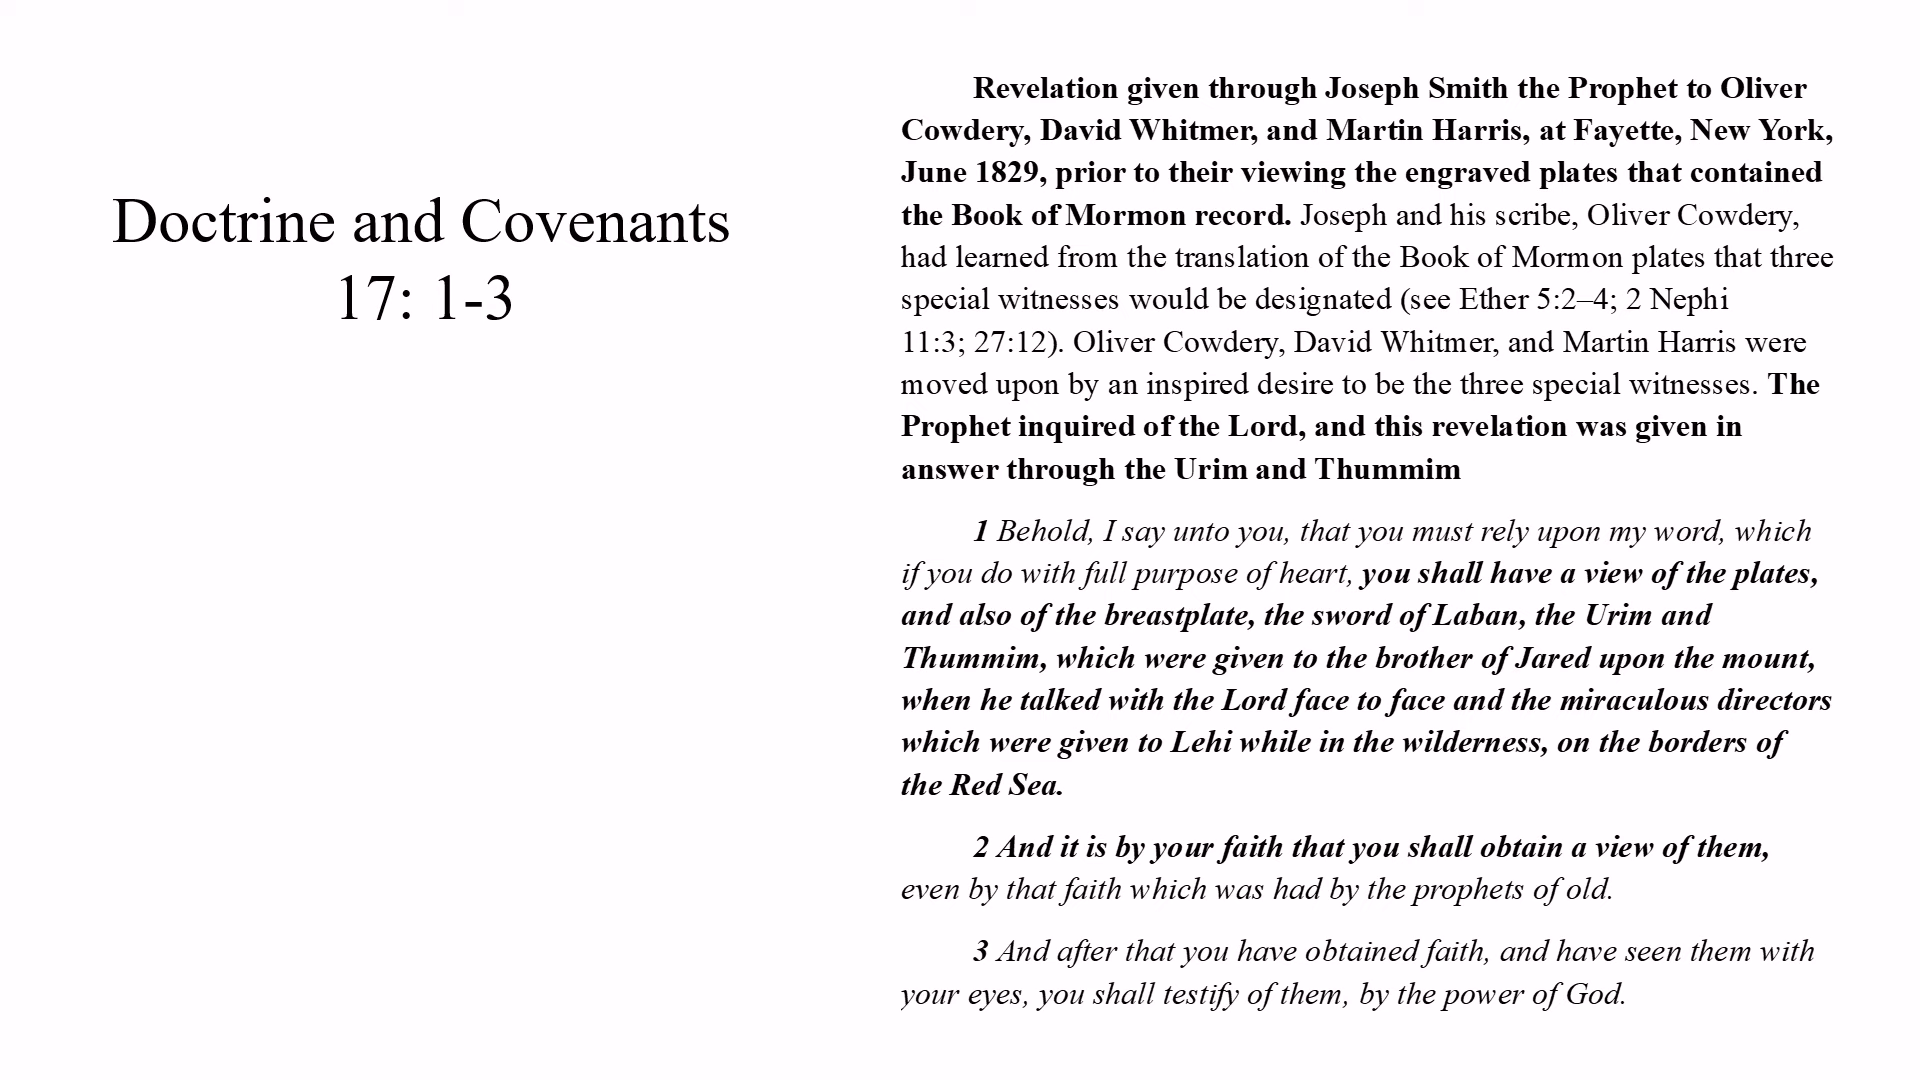 Doctrine and Covenants
17: 1-3
Revelation given through Joseph Smith the Prophet to Oliver
Cowdery, David Whitmer, and Martin Harris, at Fayette, New York,
June 1829, prior to their viewing the engraved plates that contained
the Book of Mormon record. Joseph and his scribe, Oliver Cowdery,
had learned from the translation of the Book of Mormon plates that three
special witnesses would be designated (see Ether 5:2–4; 2 Nephi
11:3; 27:12). Oliver Cowdery, David Whitmer, and Martin Harris were
moved upon by an inspired desire to be the three special witnesses. The
Prophet inquired of the Lord, and this revelation was given in
answer through the Urim and Thummim
1 Behold, I say unto you, that you must rely upon my word, which
if you do with full purpose of heart, you shall have a view of the plates,
and also of the breastplate, the sword of Laban, the Urim and
Thummim, which were given to the brother of Jared upon the mount,
when he talked with the Lord face to face and the miraculous directors
which were given to Lehi while in the wilderness, on the borders of
the Red Sea.
2 And it is by your faith that you shall obtain a view of them,
even by that faith which was had by the prophets of old.
3 And after that you have obtained faith, and have seen them with
your eyes, you shall testify of them, by the power of God.